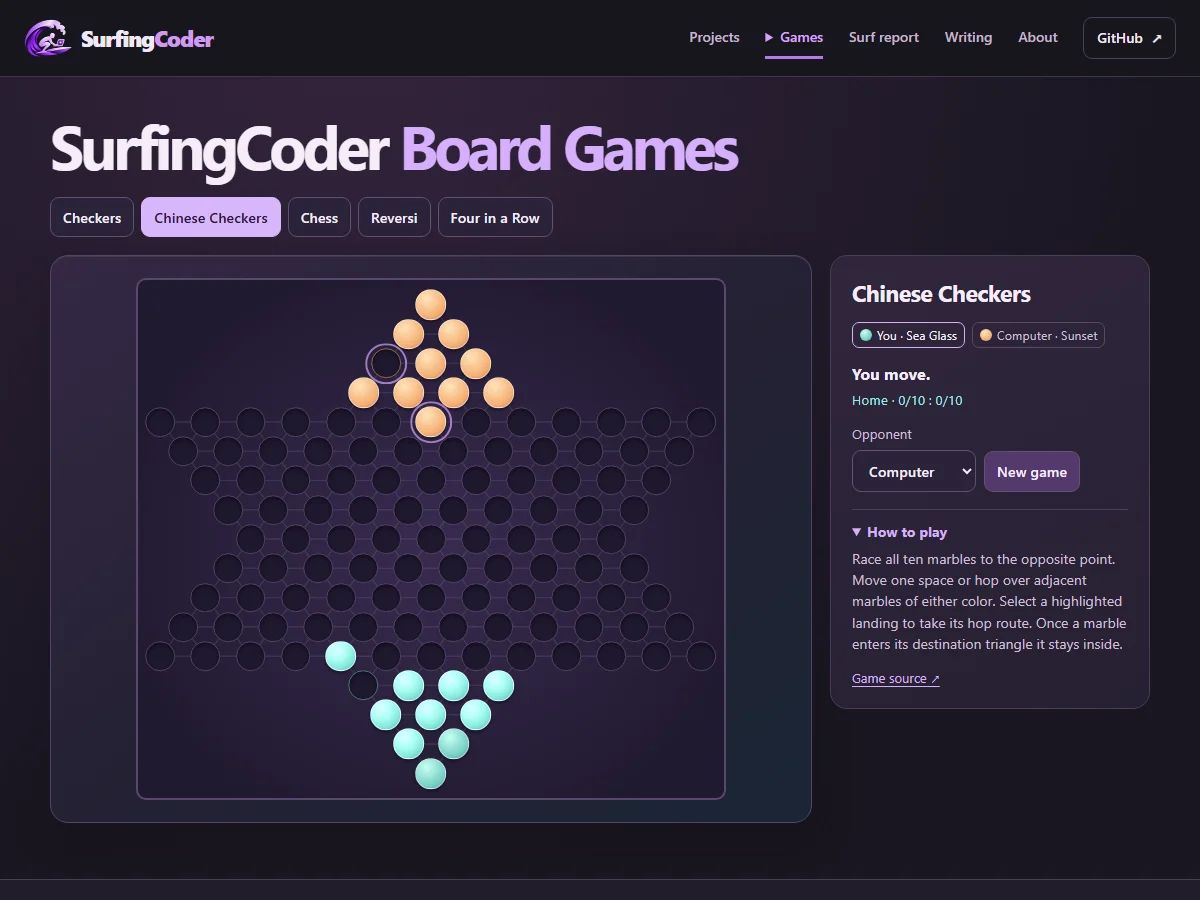 SurfingCoder
Projects
▶ Games
Surf report
Writing
About
GitHub ↗
SurfingCoder Board Games
Checkers
Chinese Checkers
Chess
Reversi
Four in a Row
Chinese Checkers
You · Sea Glass
Computer · Sunset
You move.
Home · 0/10 : 0/10
Opponent
Computer
New game
▼ How to play
Race all ten marbles to the opposite point.
Move one space or hop over adjacent
marbles of either color. Select a highlighted
landing to take its hop route. Once a marble
enters its destination triangle it stays inside.
Game source ↗